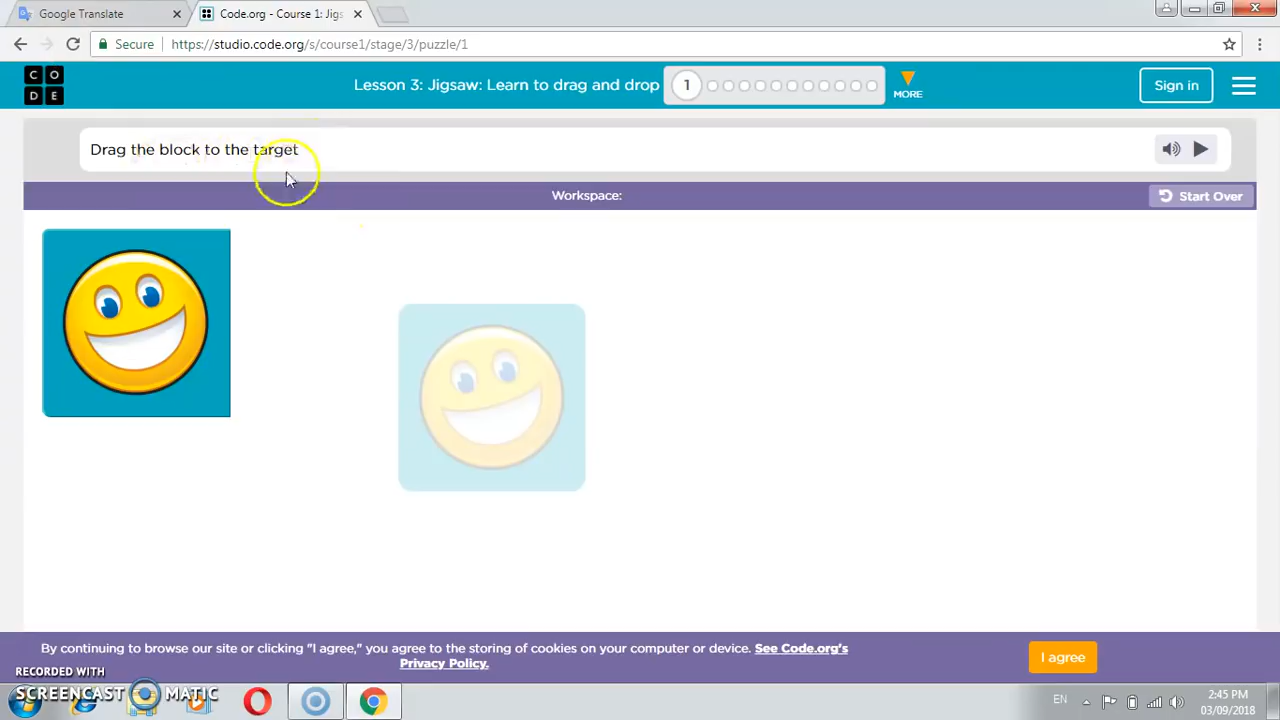 Google Translate
Code.org - Course 1: Jigs
Secure
https://studio.code.org/s/course1/stage/3/puzzle/1
C O
D E
Lesson 3: Jigsaw: Learn to drag and drop
1
MORE
Sign in
Drag the block to the target
Workspace:
Start Over
By continuing to browse our site or clicking "I agree," you agree to the storing of cookies on your computer or device. See Code.org's
Privacy Policy.
I agree
RECORDED WITH
SCREENCAST MATIC
EN
2:45 PM
03/09/2018